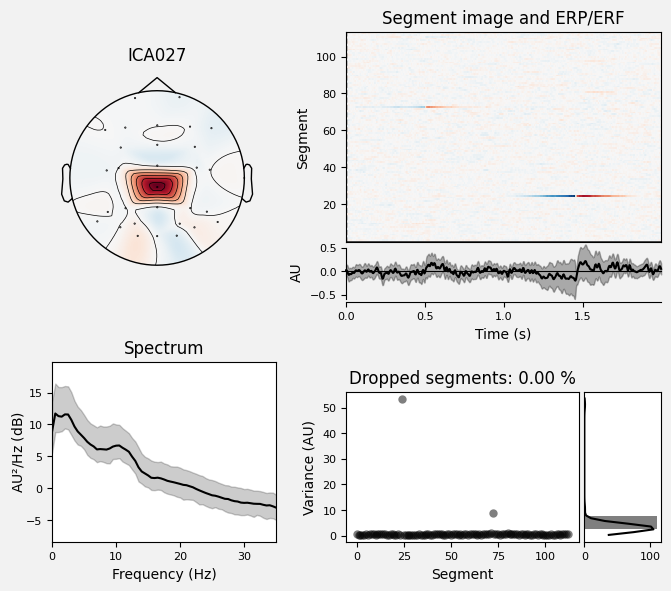 ICA027
Segment image and ERP/ERF
Segment
100
80
60
40
20
AU
0.5
0.0
−0.5
0.0 0.5 1.0 1.5
Time (s)
Spectrum
AU²/Hz (dB)
15
10
5
0
−5
0 10 20 30
Frequency (Hz)
Dropped segments: 0.00 %
Variance (AU)
50
40
30
20
10
0
0 25 50 75 100
Segment
0 100